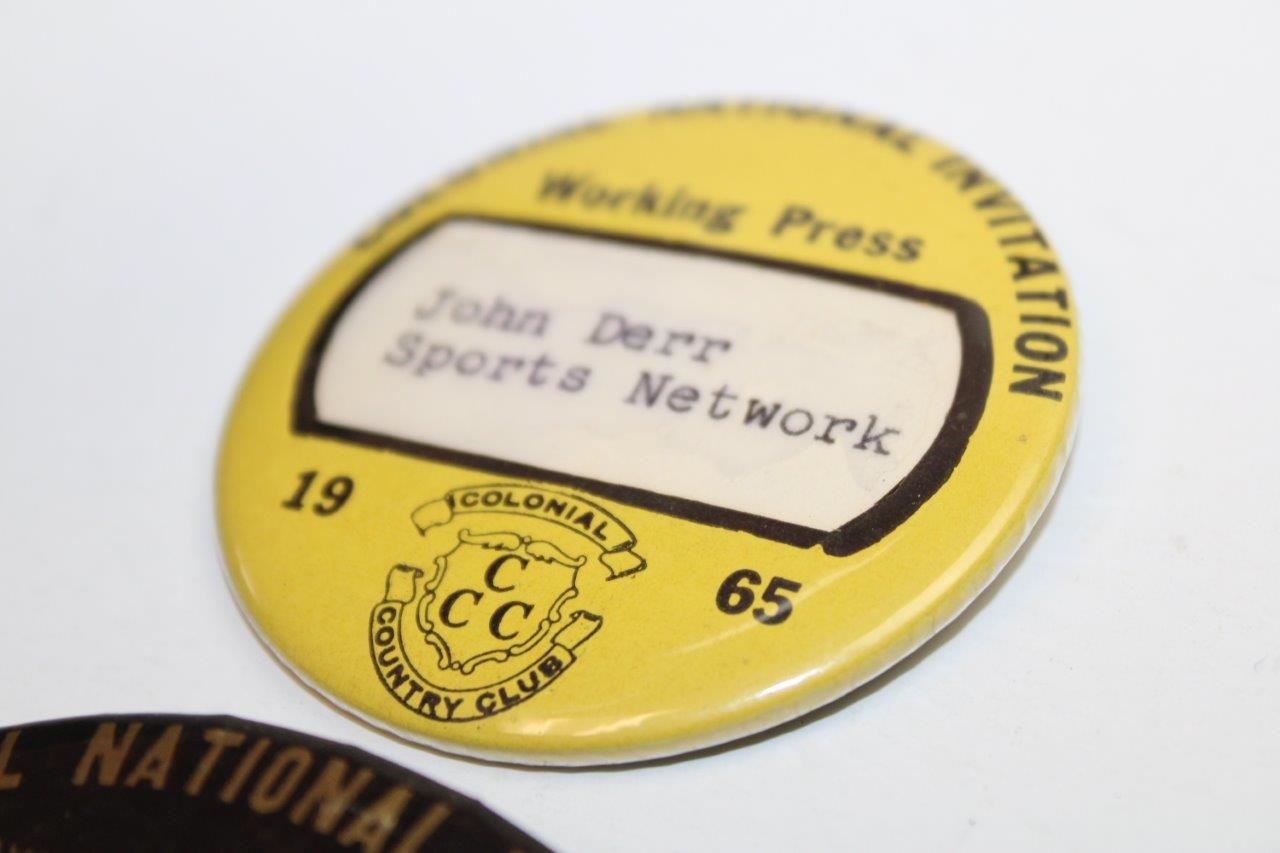 NATIONAL INVITATION
Working Press
John Derr
Sports Network
19 65
COLONIAL
C
C C
COUNTRY CLUB
L NATIONAL